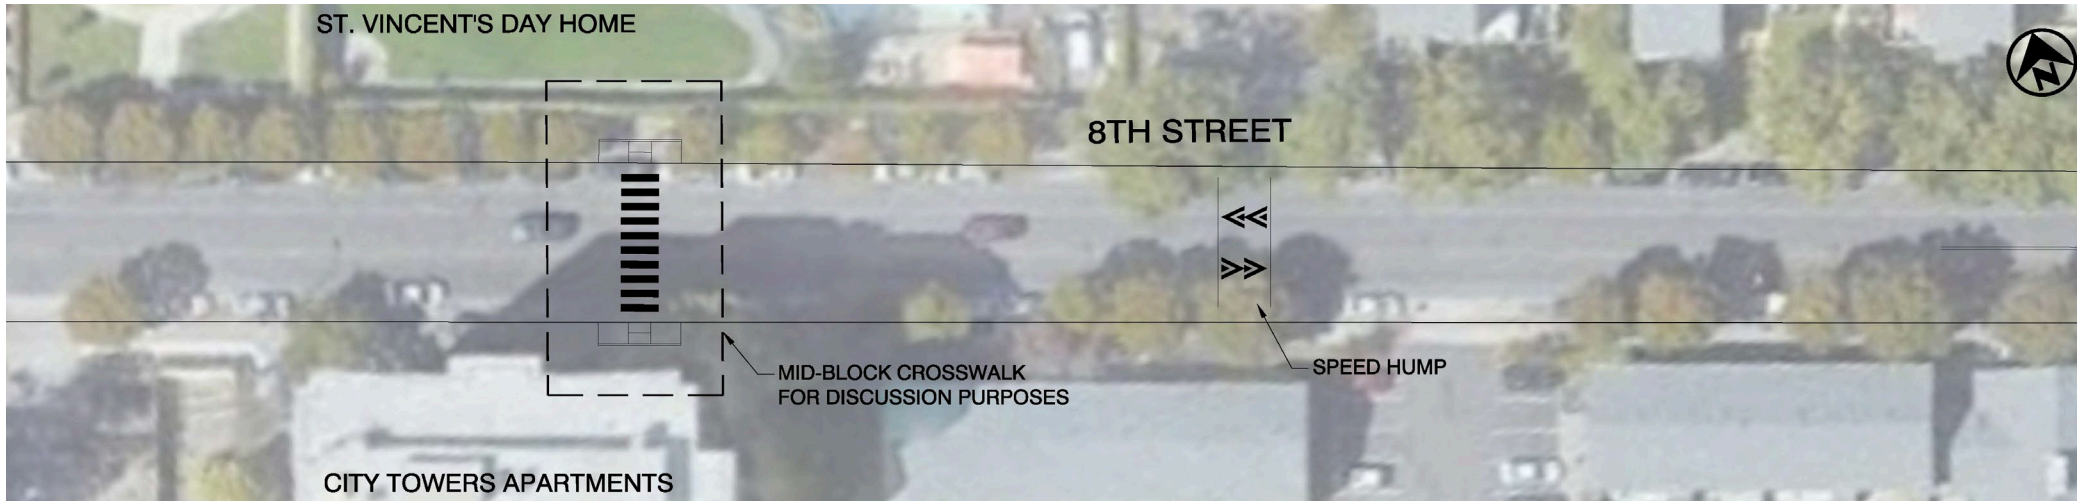 ST. VINCENT'S DAY HOME
N
8TH STREET
MID-BLOCK CROSSWALK
FOR DISCUSSION PURPOSES
SPEED HUMP
CITY TOWERS APARTMENTS